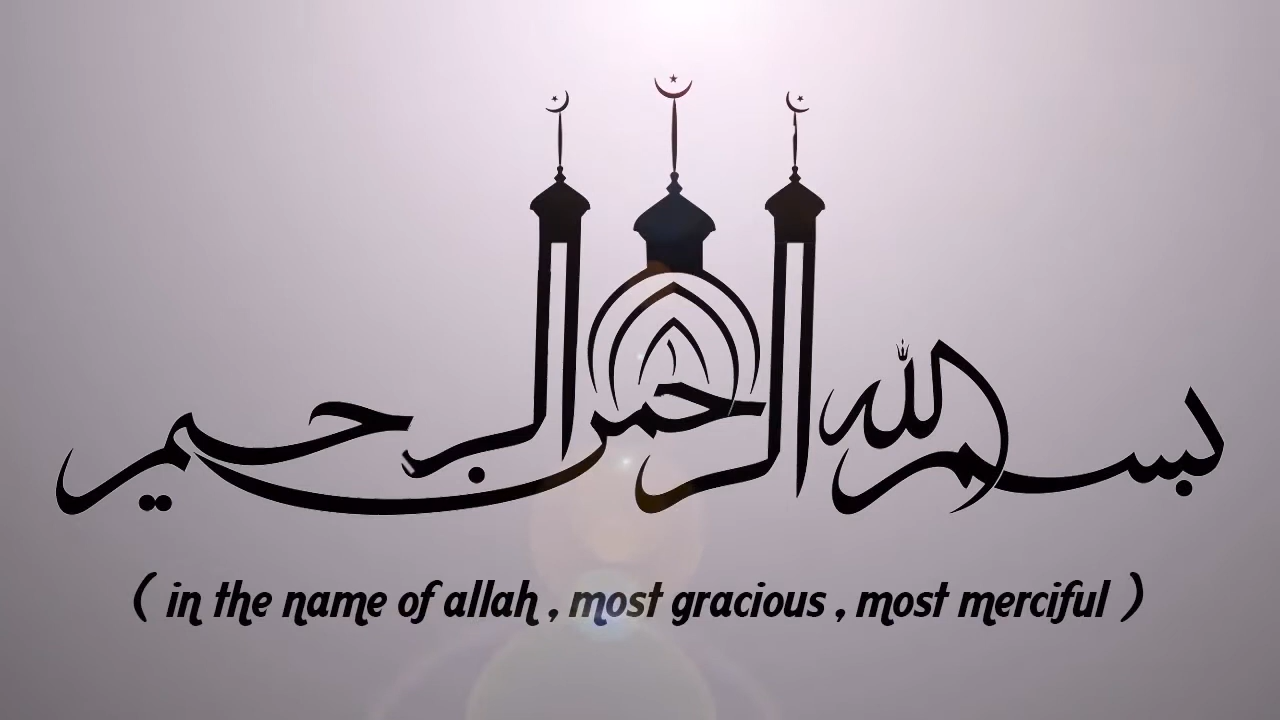 بسم الله الرحمن الرحيم
( in the name of allah , most gracious , most merciful )